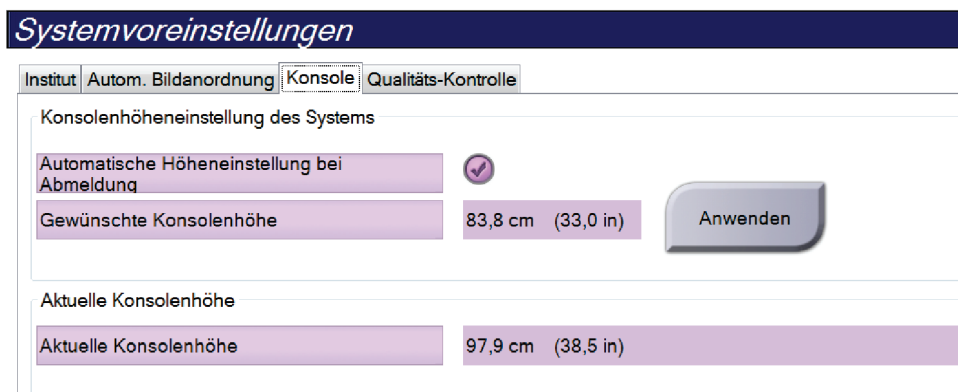 Systemvoreinstellungen
Institut Autom. Bildanordnung Konsole Qualitäts-Kontrolle
Konsolenhöheneinstellung des Systems
Automatische Höheneinstellung bei
Abmeldung
Gewünschte Konsolenhöhe 83,8 cm (33,0 in) Anwenden
Aktuelle Konsolenhöhe
Aktuelle Konsolenhöhe 97,9 cm (38,5 in)